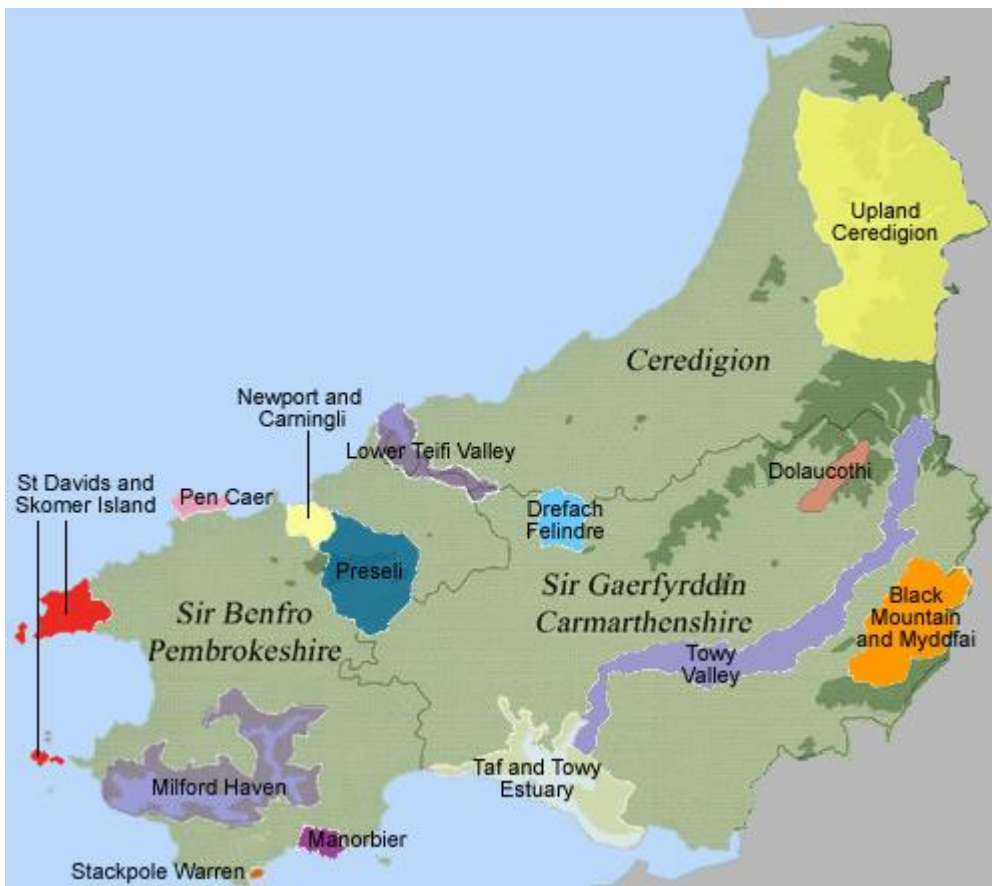 Upland
Ceredigion
Ceredigion
Newport and
Carningli
Lower Teifi Valley
Dolaucothi
St Davids and
Skomer Island
Pen Caer
Drefach
Felindre
Preseli
Sir Gaerfyrddin
Carmarthenshire
Black
Mountain
and Myddfai
Sir Benfro
Pembrokeshire
Towy
Valley
Taf and Towy
Estuary
Milford Haven
Manorbier
Stackpole Warren